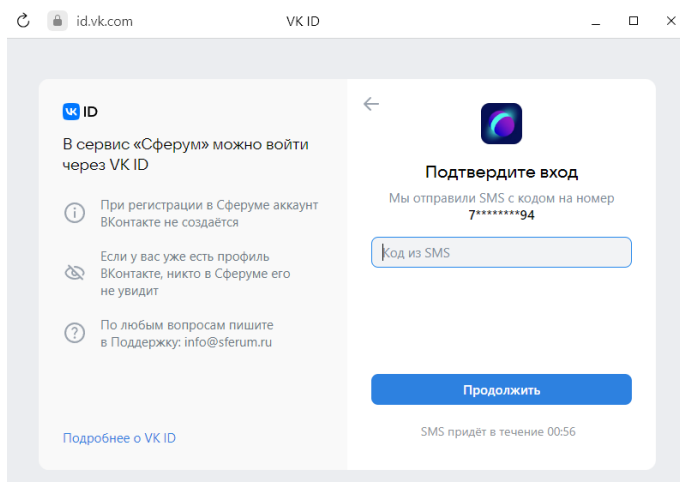 id.vk.com
VK ID
VK ID
В сервис «Сферум» можно войти
через VK ID
При регистрации в Сферуме аккаунт
ВКонтакте не создаётся
Если у вас уже есть профиль
ВКонтакте, никто в Сферуме его
не увидит
По любым вопросам пишите
в Поддержку: info@sferum.ru
Подробнее о VK ID
Подтвердите вход
Мы отправили SMS с кодом на номер
7********94
Код из SMS
Продолжить
SMS придёт в течение 00:56